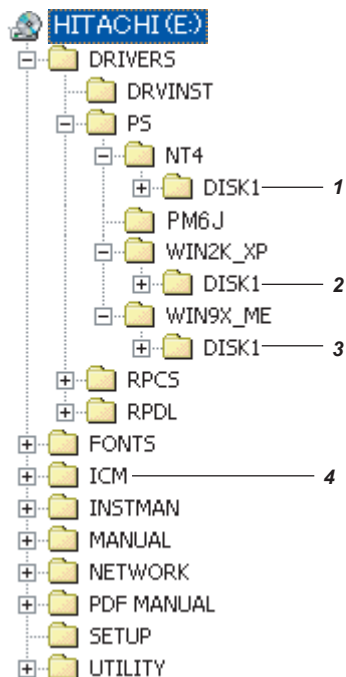 HITACHI (E:)
DRIVERS
DRVINST
PS
NT4
DISK1 1
PM6J
WIN2K_XP
DISK1 2
WIN9X_ME
DISK1 3
RPCS
RPDL
FONTS
ICM 4
INSTMAN
MANUAL
NETWORK
PDF MANUAL
SETUP
UTILITY